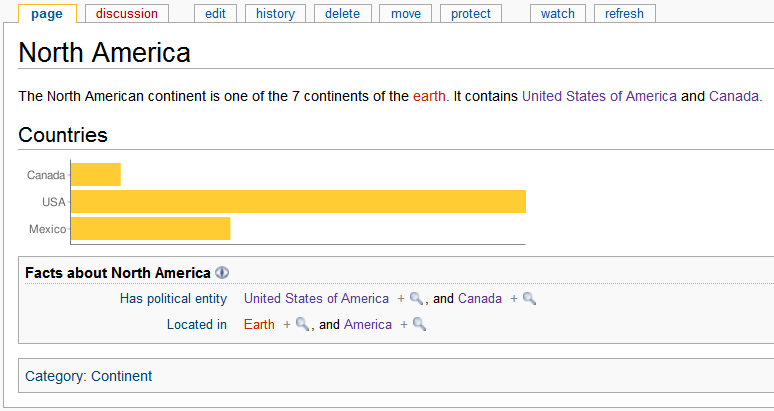 page discussion edit history delete move protect watch refresh
North America
The North American continent is one of the 7 continents of the earth. It contains United States of America and Canada.
Countries
Canada
USA
Mexico
Facts about North America
Has political entity United States of America + , and Canada +
Located in Earth + , and America +
Category: Continent